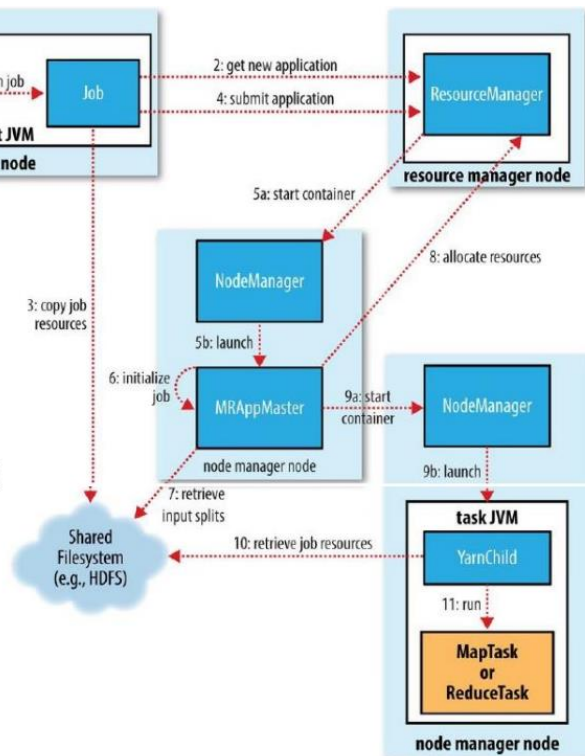 job
Job
JVM
node
2: get new application
4: submit application
ResourceManager
resource manager node
5a: start container
8: allocate resources
NodeManager
3: copy job
resources
5b: launch
6: initialize
job
MRAppMaster
9a: start
container
NodeManager
node manager node
7: retrieve
input splits
9b: launch
Shared
Filesystem
(e.g., HDFS)
task JVM
10: retrieve job resources
YarnChild
11: run
MapTask
or
ReduceTask
node manager node